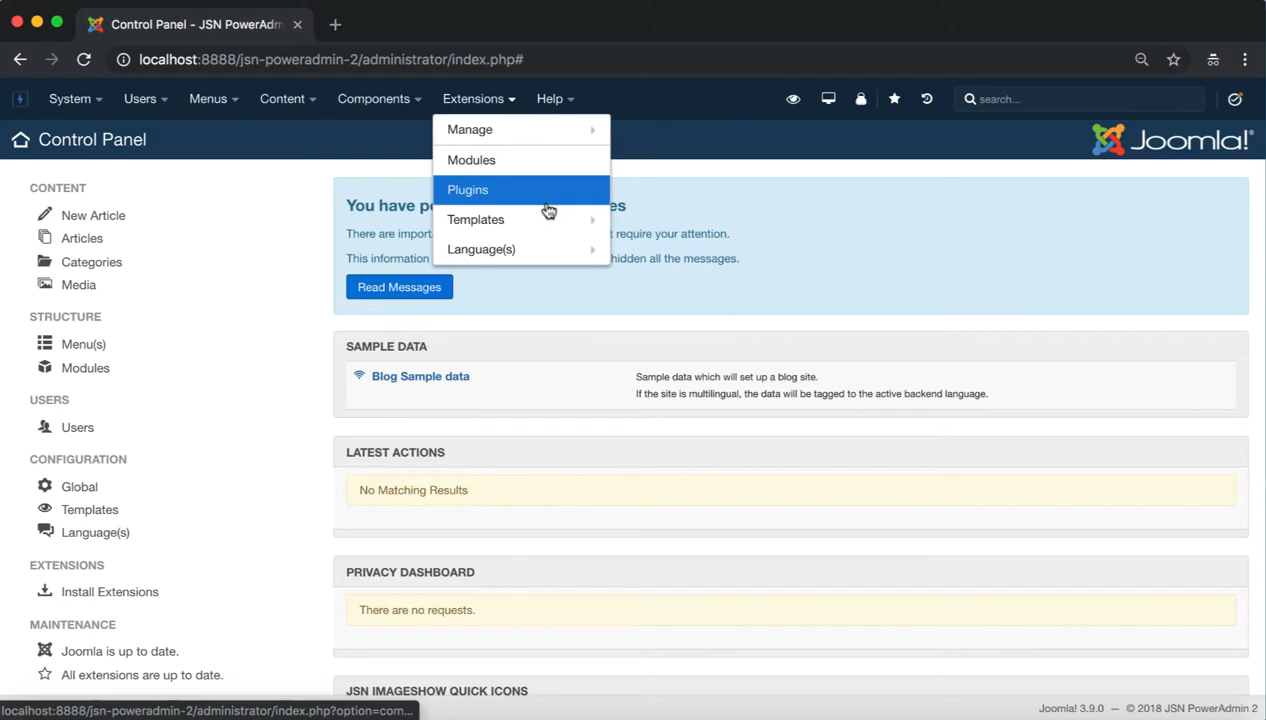 Control Panel - JSN PowerAdm
localhost:8888/jsn-poweradmin-2/administrator/index.php#
System Users Menus Content Components Extensions Help search...
Control Panel
Joomla!®
Manage
Modules
Plugins
Templates
Language(s)
CONTENT
New Article
Articles
Categories
Media
STRUCTURE
Menu(s)
Modules
USERS
Users
CONFIGURATION
Global
Templates
Language(s)
EXTENSIONS
Install Extensions
MAINTENANCE
Joomla is up to date.
All extensions are up to date.
You have es
There are t require your attention.
This information hidden all the messages.
Read Messages
SAMPLE DATA
Blog Sample data
Sample data which will set up a blog site.
If the site is multilingual, the data will be tagged to the active backend language.
LATEST ACTIONS
No Matching Results
PRIVACY DASHBOARD
There are no requests.
JSN IMAGESHOW QUICK ICONS
localhost:8888/jsn-poweradmin-2/administrator/index.php?option=com...
Joomla! 3.9.0 — © 2018 JSN PowerAdmin 2